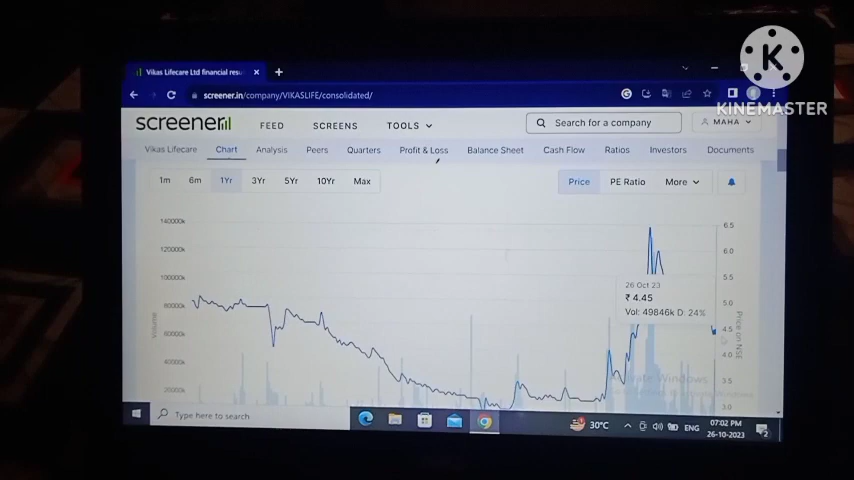 KINEMASTER
Vikas Lifecare Ltd financial resu
screener.in/company/VIKASLIFE/consolidated/
screener
FEED
SCREENS
TOOLS
Search for a company
MAHA
Vikas Lifecare
Chart
Analysis
Peers
Quarters
Profit & Loss
Balance Sheet
Cash Flow
Ratios
Investors
Documents
1m
6m
1Yr
3Yr
5Yr
10Yr
Max
Price
PE Ratio
More
140000k
120000k
100000k
80000k
60000k
40000k
20000k
Volume
6.5
6.0
5.5
5.0
4.5
4.0
3.5
3.0
Price on NSE
26 Oct 23
₹ 4.45
Vol: 49846k D: 24%
Windows
Type here to search
30°C
ENG
07:02 PM
26-10-2023
2